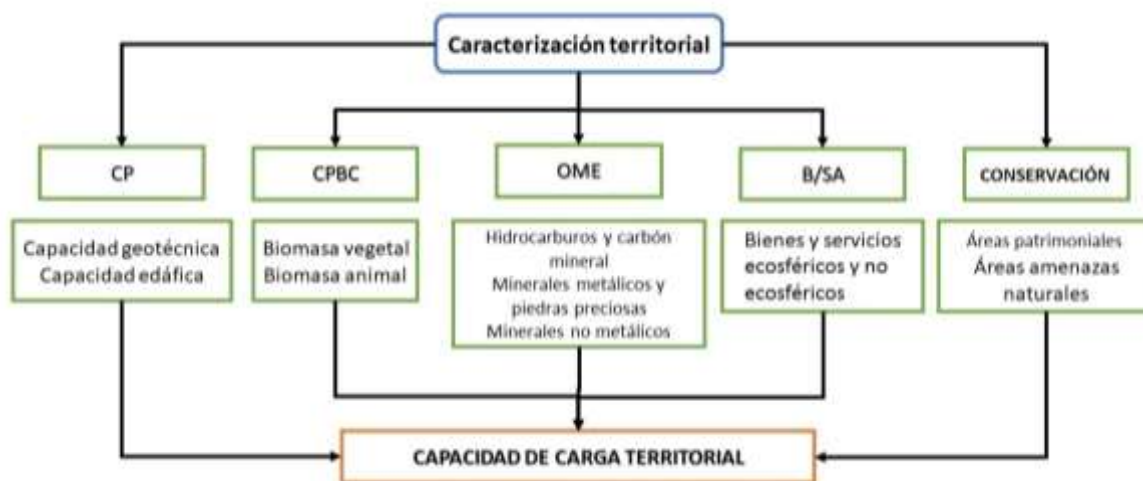 Caracterización territorial
CP
CPBC
OME
B/SA
CONSERVACIÓN
Capacidad geotécnica
Capacidad edáfica
Biomasa vegetal
Biomasa animal
Hidrocarburos y carbón
mineral
Minerales metálicos y
piedras preciosas
Minerales no metálicos
Bienes y servicios
ecosféricos y no
ecosféricos
Áreas patrimoniales
Áreas amenazas
naturales
CAPACIDAD DE CARGA TERRITORIAL